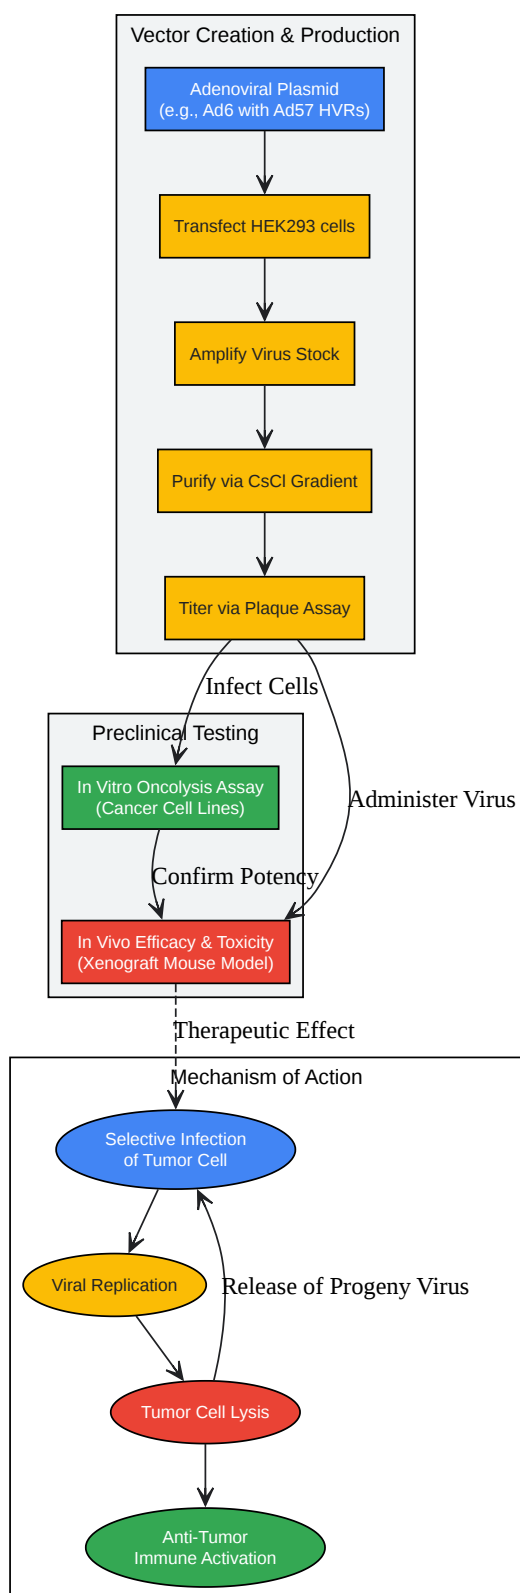 Vector Creation & Production
Adenoviral Plasmid
(e.g., Ad6 with Ad57 HVRs)
Transfect HEK293 cells
Amplify Virus Stock
Purify via CsCl Gradient
Titer via Plaque Assay
Infect Cells
Preclinical Testing
In Vitro Oncolysis Assay
(Cancer Cell Lines)
Administer Virus
Confirm Potency
In Vivo Efficacy & Toxicity
(Xenograft Mouse Model)
Therapeutic Effect
Mechanism of Action
Selective Infection
of Tumor Cell
Viral Replication
Release of Progeny Virus
Tumor Cell Lysis
Anti-Tumor
Immune Activation